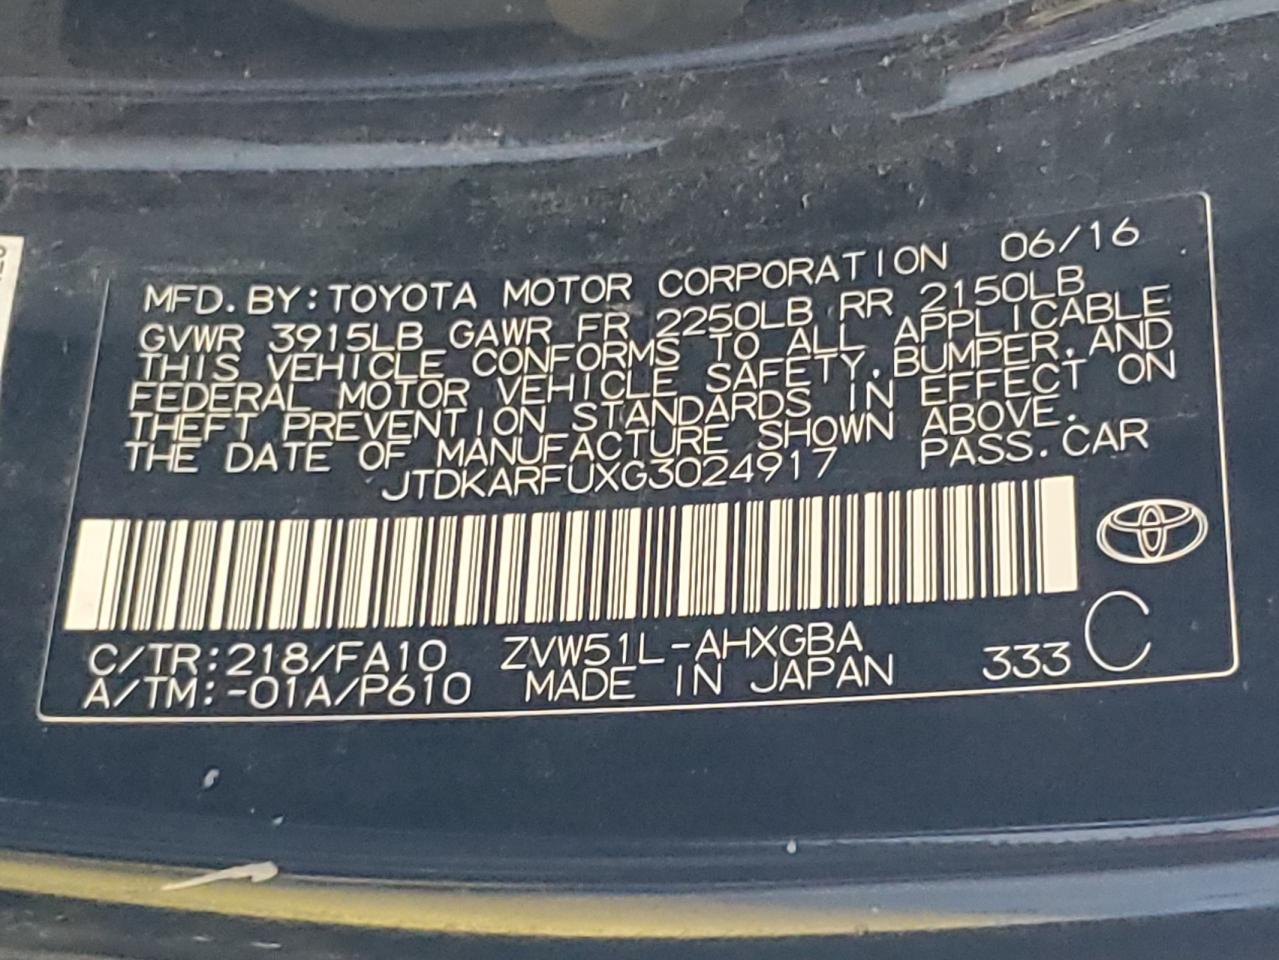 MFD. BY: TOYOTA MOTOR CORPORATION 06/16
GVWR 3915LB GAWR FR 2250LB RR 2150LB
THIS VEHICLE CONFORMS TO ALL APPLICABLE
FEDERAL MOTOR VEHICLE SAFETY, BUMPER, AND
THEFT PREVENTION STANDARDS IN EFFECT ON
THE DATE OF MANUFACTURE SHOWN ABOVE.
JTDKARFUXG3024917 PASS. CAR
C/TR: 218/FA10 ZVW51L-AHXGBA
A/TM: -01A/P610 MADE IN JAPAN 333 C